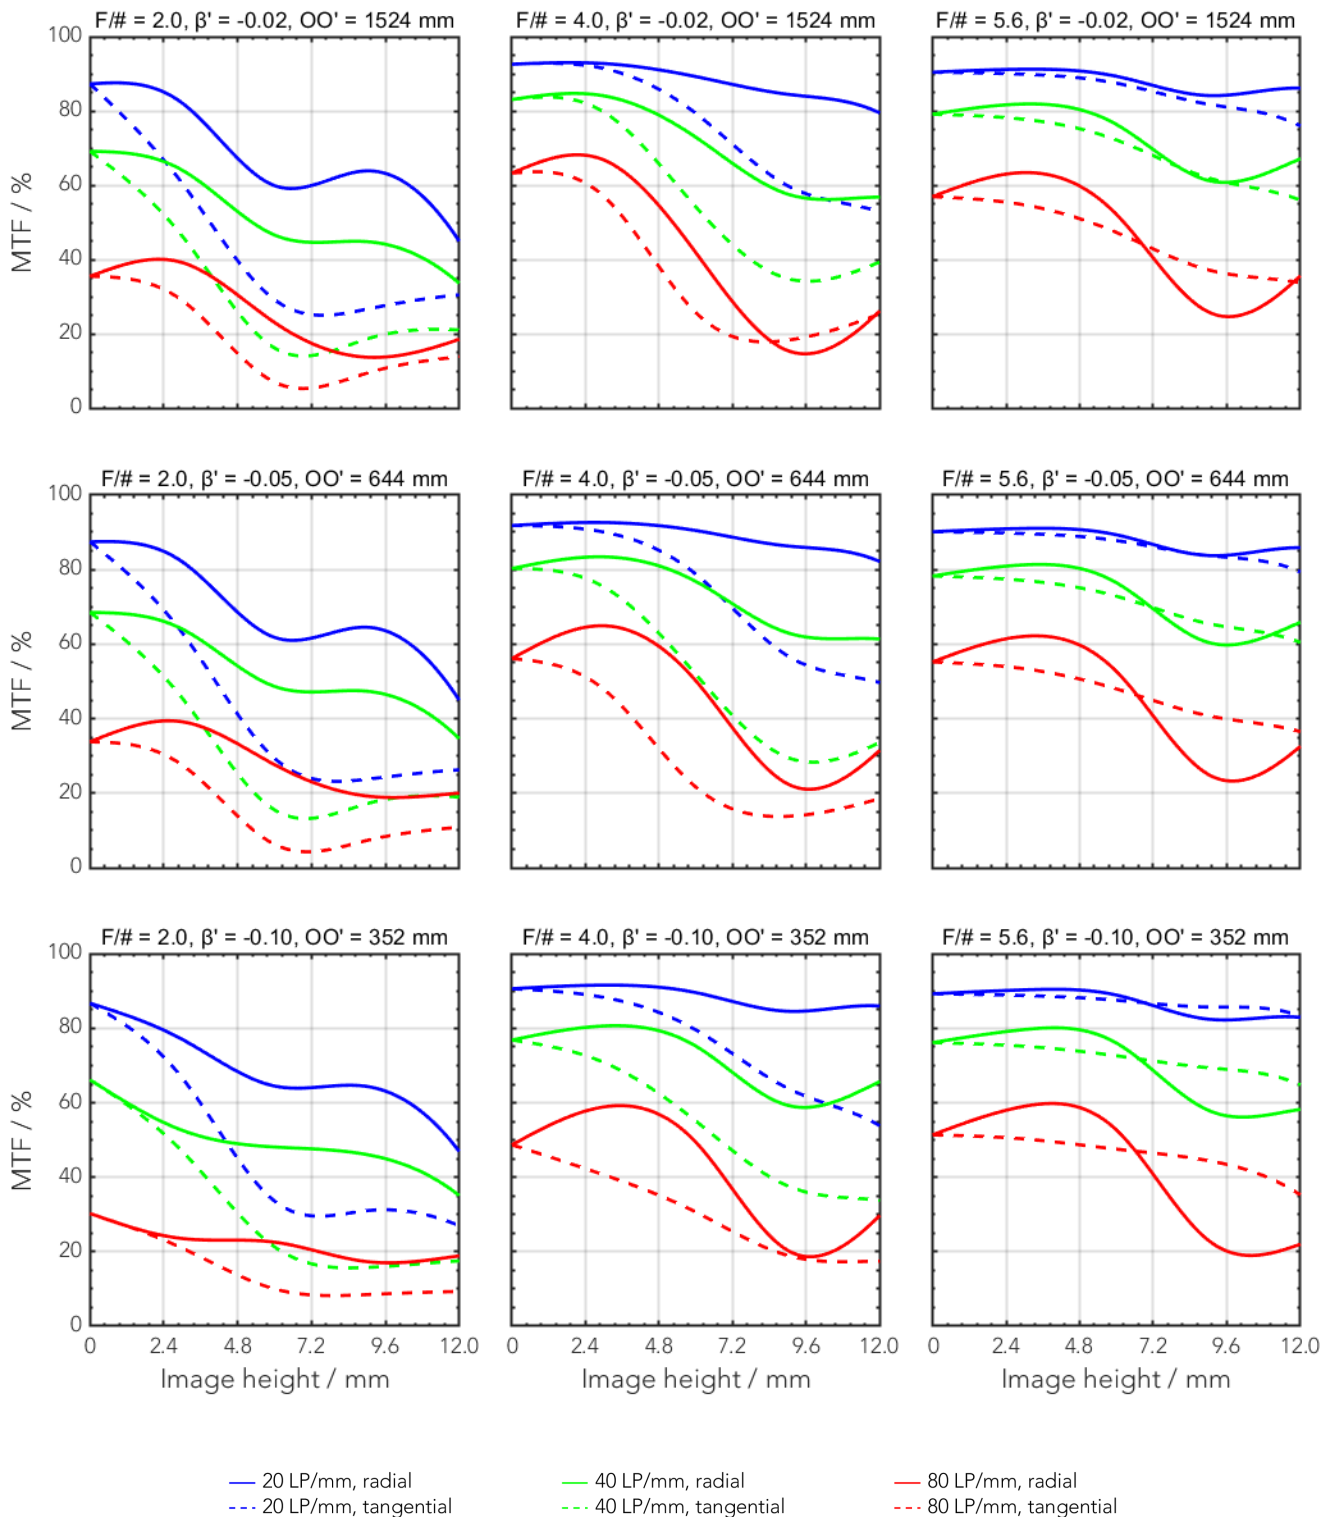 F/# = 2.0, β' = -0.02, OO' = 1524 mm
F/# = 4.0, β' = -0.02, OO' = 1524 mm
F/# = 5.6, β' = -0.02, OO' = 1524 mm
100
80
60
40
20
0
MTF / %
F/# = 2.0, β' = -0.05, OO' = 644 mm
F/# = 4.0, β' = -0.05, OO' = 644 mm
F/# = 5.6, β' = -0.05, OO' = 644 mm
100
80
60
40
20
0
MTF / %
F/# = 2.0, β' = -0.10, OO' = 352 mm
F/# = 4.0, β' = -0.10, OO' = 352 mm
F/# = 5.6, β' = -0.10, OO' = 352 mm
100
80
60
40
20
0
MTF / %
0 2.4 4.8 7.2 9.6 12.0
0 2.4 4.8 7.2 9.6 12.0
0 2.4 4.8 7.2 9.6 12.0
Image height / mm
Image height / mm
Image height / mm
20 LP/mm, radial
40 LP/mm, radial
80 LP/mm, radial
20 LP/mm, tangential
40 LP/mm, tangential
80 LP/mm, tangential